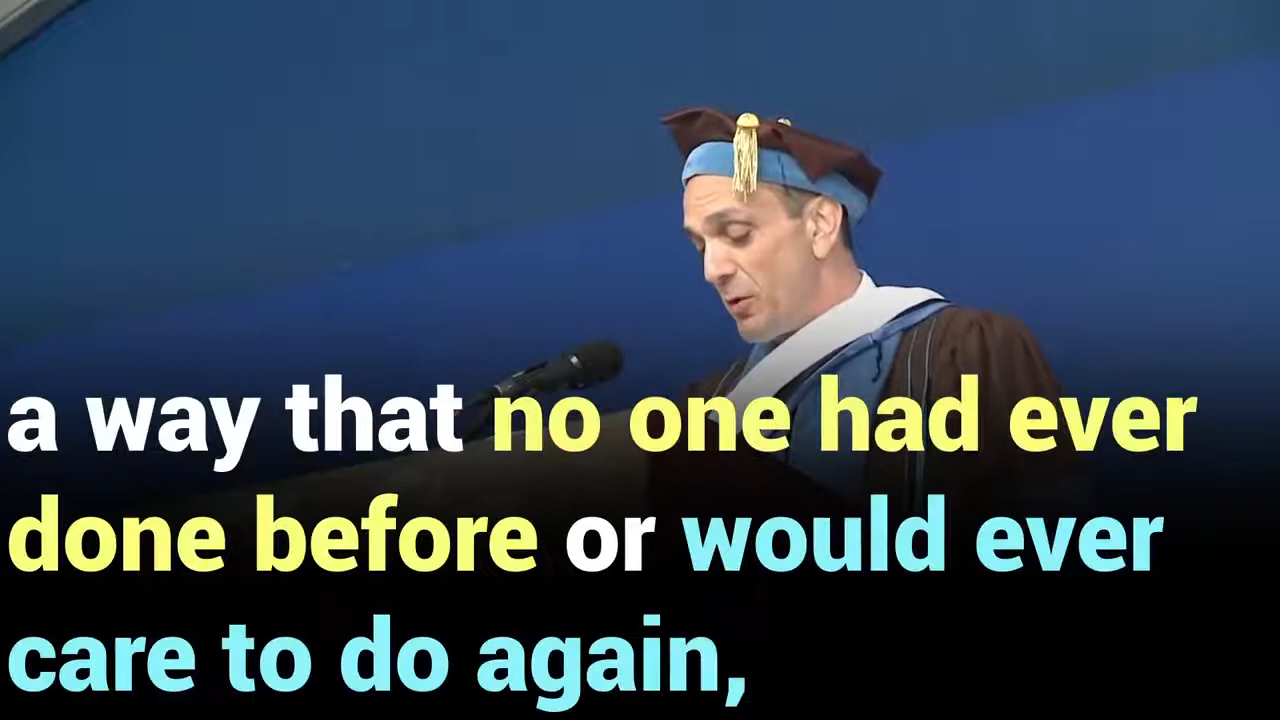 a way that no one had ever
done before or would ever
care to do again,